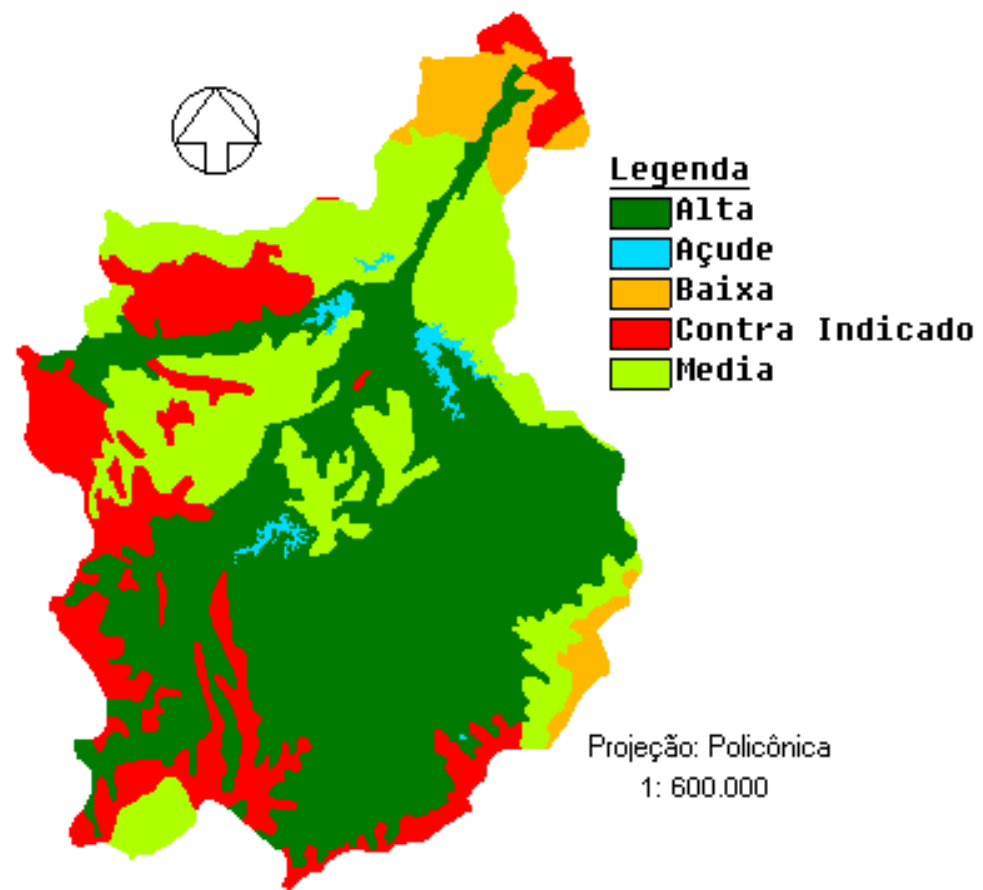 Legenda
Alta
Açude
Baixa
Contra Indicado
Media
Projeção: Policônica
1: 600.000